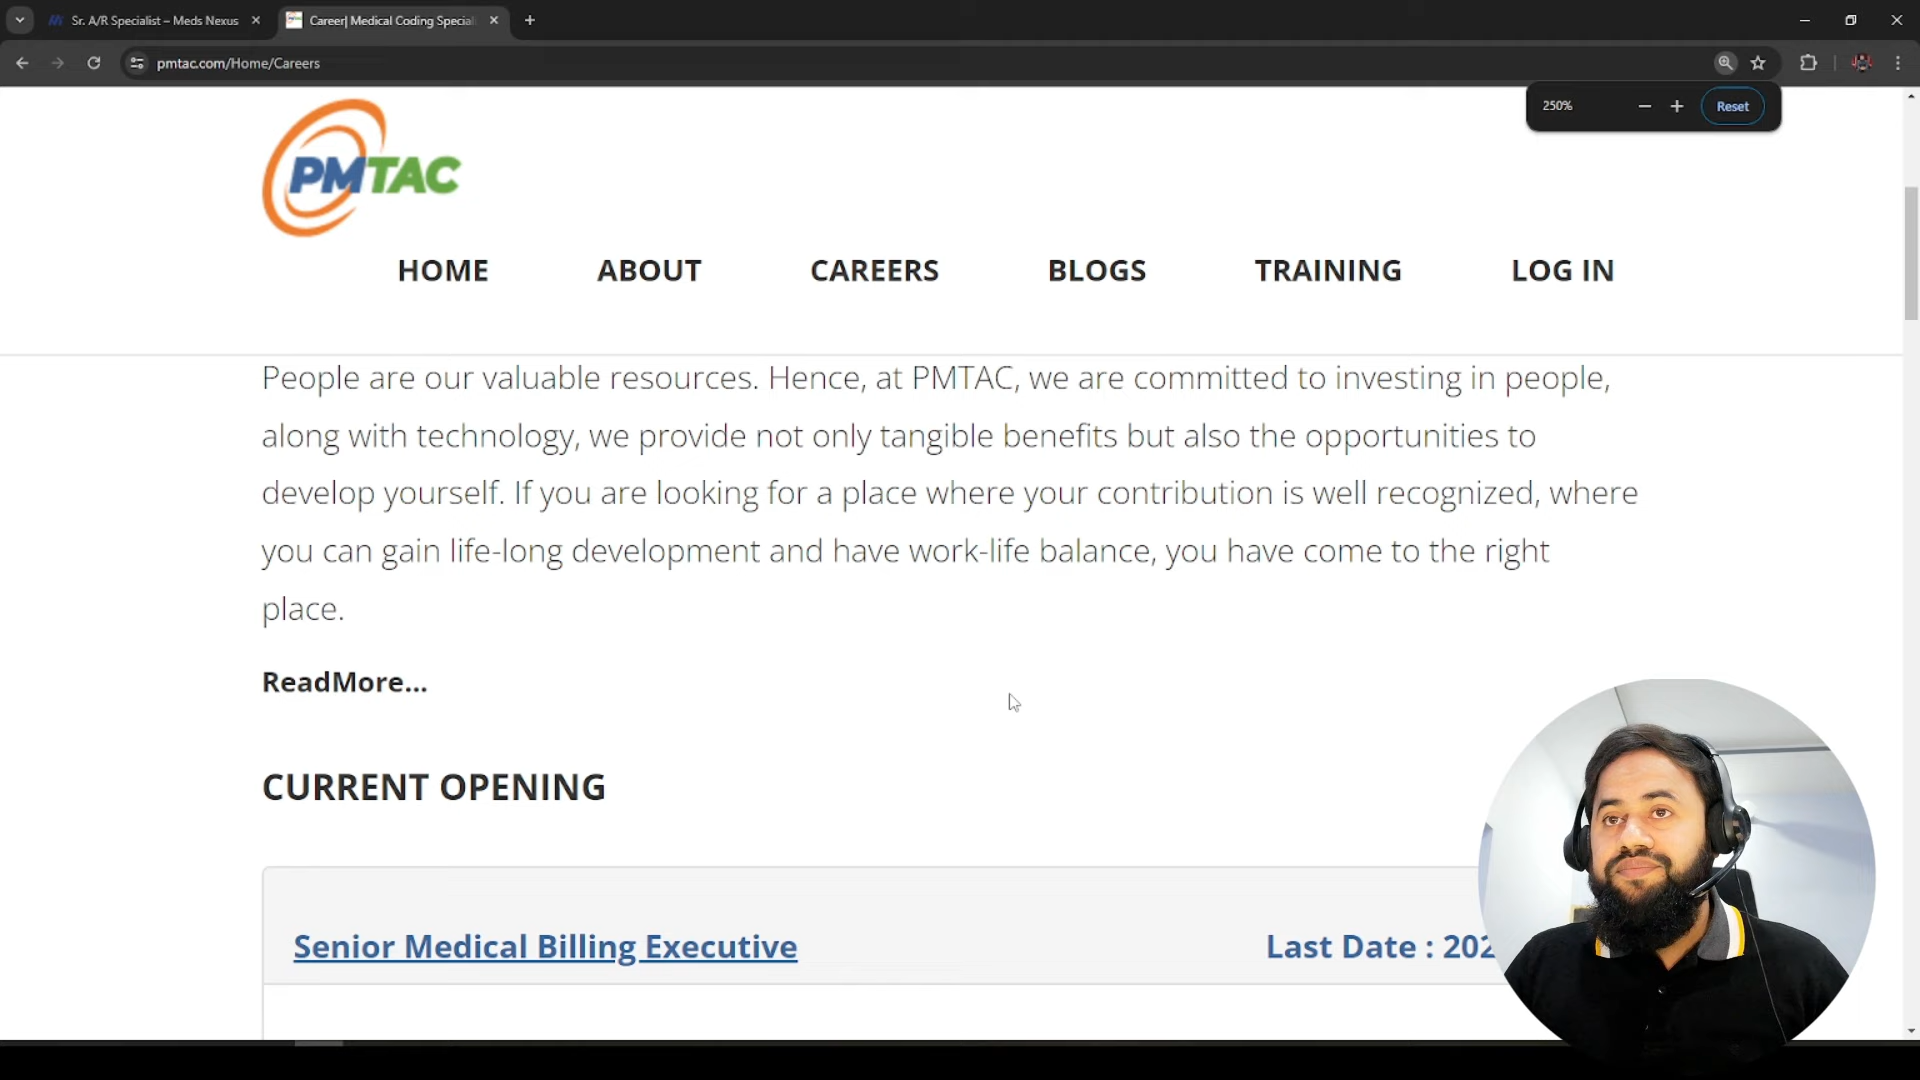 Sr. A/R Specialist – Meds Nexus
Career| Medical Coding Special
pmtac.com/Home/Careers
250%
Reset
PMTAC
HOME
ABOUT
CAREERS
BLOGS
TRAINING
LOG IN
People are our valuable resources. Hence, at PMTAC, we are committed to investing in people,
along with technology, we provide not only tangible benefits but also the opportunities to
develop yourself. If you are looking for a place where your contribution is well recognized, where
you can gain life-long development and have work-life balance, you have come to the right
place.
ReadMore...
CURRENT OPENING
Senior Medical Billing Executive
Last Date : 202